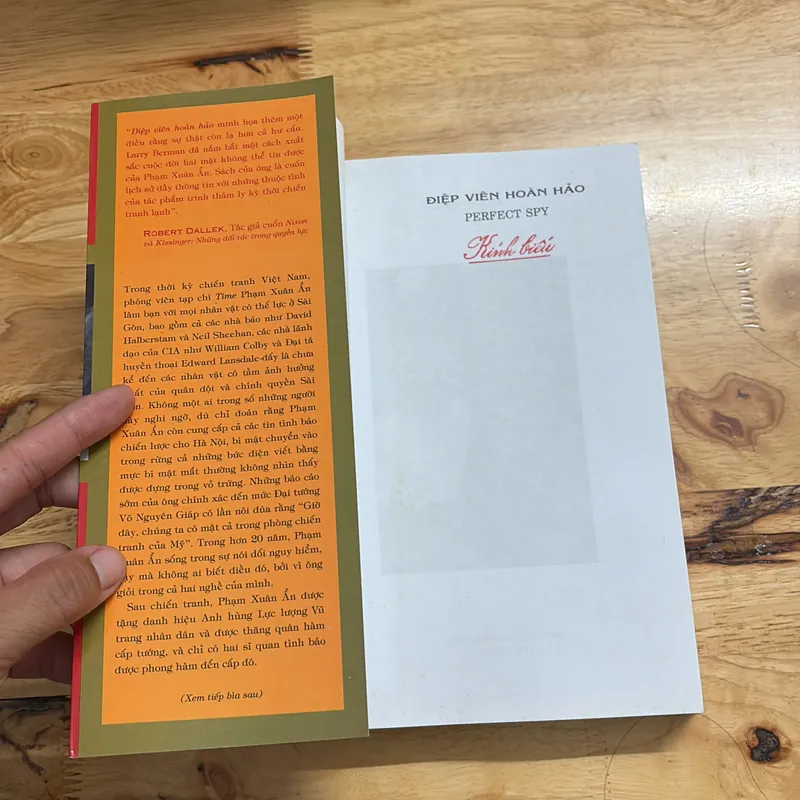 “Điệp viên hoàn hảo minh họa thêm một
điều rằng sự thật còn lạ hơn cả hư cấu.
Larry Berman đã nắm bắt một cách xuất
sắc cuộc đời hai mặt không thể tin được
của Phạm Xuân Ẩn. Sách của ông là cuốn
lịch sử đầy thông tin với những thuộc tính
của tác phẩm trinh thám ly kỳ thời chiến
tranh lạnh”.
ROBERT DALLEK, Tác giả cuốn Nixon
và Kissinger: Những đối tác trong quyền lực
Trong thời kỳ chiến tranh Việt Nam,
phóng viên tạp chí Time Phạm Xuân Ẩn
làm bạn với mọi nhân vật có thế lực ở Sài
Gòn, bao gồm cả các nhà báo như David
Halberstam và Neil Sheehan, các nhà lãnh
đạo của CIA như William Colby và Đại tá
huyền thoại Edward Lansdale-đấy là chưa
kể đến các nhân vật có tầm ảnh hưởng
của quân đội và chính quyền Sài
Không một ai trong số những người
nghi ngờ, dù chỉ đoán rằng Phạm
Xuân Ẩn còn cung cấp cả các tin tình báo
chiến lược cho Hà Nội, bí mật chuyển vào
trong rừng cả những bức điện viết bằng
mực bí mật mắt thường không nhìn thấy
được đựng trong vỏ trứng. Những báo cáo
sớm của ông chính xác đến mức Đại tướng
Võ Nguyên Giáp có lần nói đùa rằng “Giờ
đây, chúng ta có mặt cả trong phòng chiến
tranh của Mỹ”. Trong hơn 20 năm, Phạm
Xuân Ẩn sống trong sự nói dối nguy hiểm,
mà không ai biết điều đó, bởi vì ông
giỏi trong cả hai nghề của mình.
Sau chiến tranh, Phạm Xuân Ẩn được
tặng danh hiệu Anh hùng Lực lượng Vũ
trang nhân dân và được thăng quân hàm
cấp tướng, và chỉ có hai sĩ quan tình báo
được phong hàm đến cấp đó.
(Xem tiếp bìa sau)
ĐIỆP VIÊN HOÀN HẢO
PERFECT SPY
Kính biếu